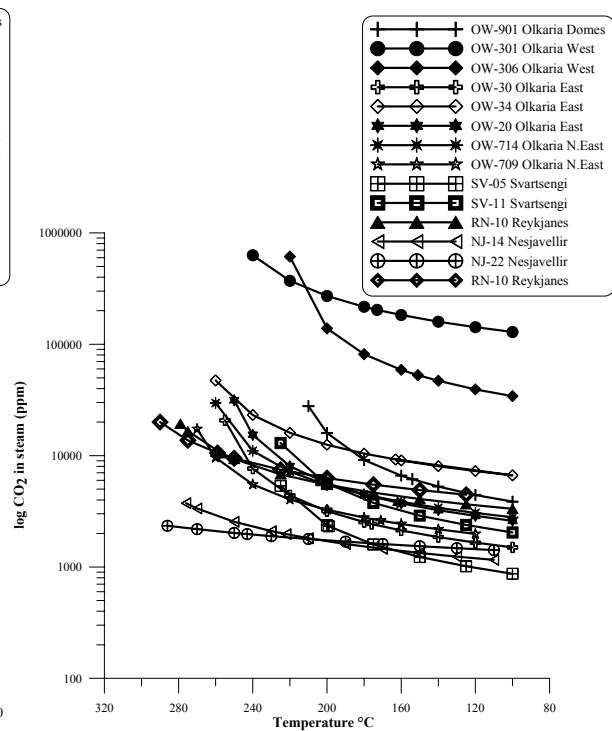 OW-901 Olkaria Domes
OW-301 Olkaria West
OW-306 Olkaria West
OW-30 Olkaria East
OW-34 Olkaria East
OW-20 Olkaria East
OW-714 Olkaria N.East
OW-709 Olkaria N.East
SV-05 Svartsengi
SV-11 Svartsengi
RN-10 Reykjanes
NJ-14 Nesjavellir
NJ-22 Nesjavellir
RN-10 Reykjanes
1000000
100000
10000
1000
100
log CO2 in steam (ppm)
320 280 240 200 160 120 80
Temperature °C